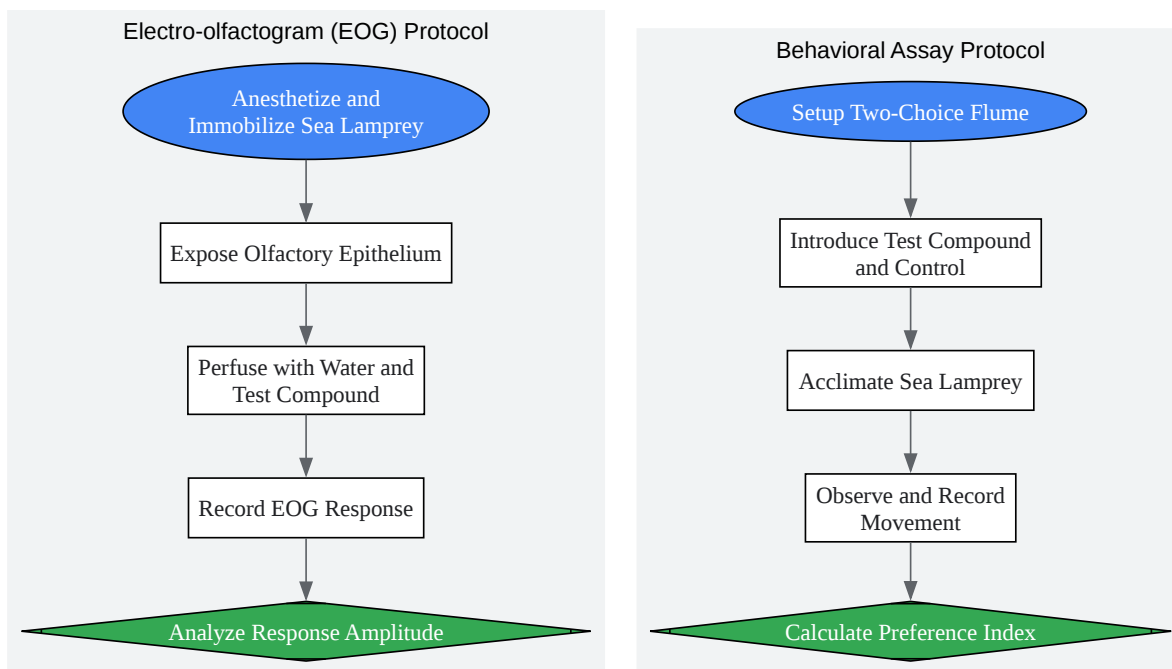 Electro-olfactogram (EOG) Protocol
Anesthetize and
Immobilize Sea Lamprey
Expose Olfactory Epithelium
Perfuse with Water and
Test Compound
Record EOG Response
Analyze Response Amplitude
Behavioral Assay Protocol
Setup Two-Choice Flume
Introduce Test Compound
and Control
Acclimate Sea Lamprey
Observe and Record
Movement
Calculate Preference Index